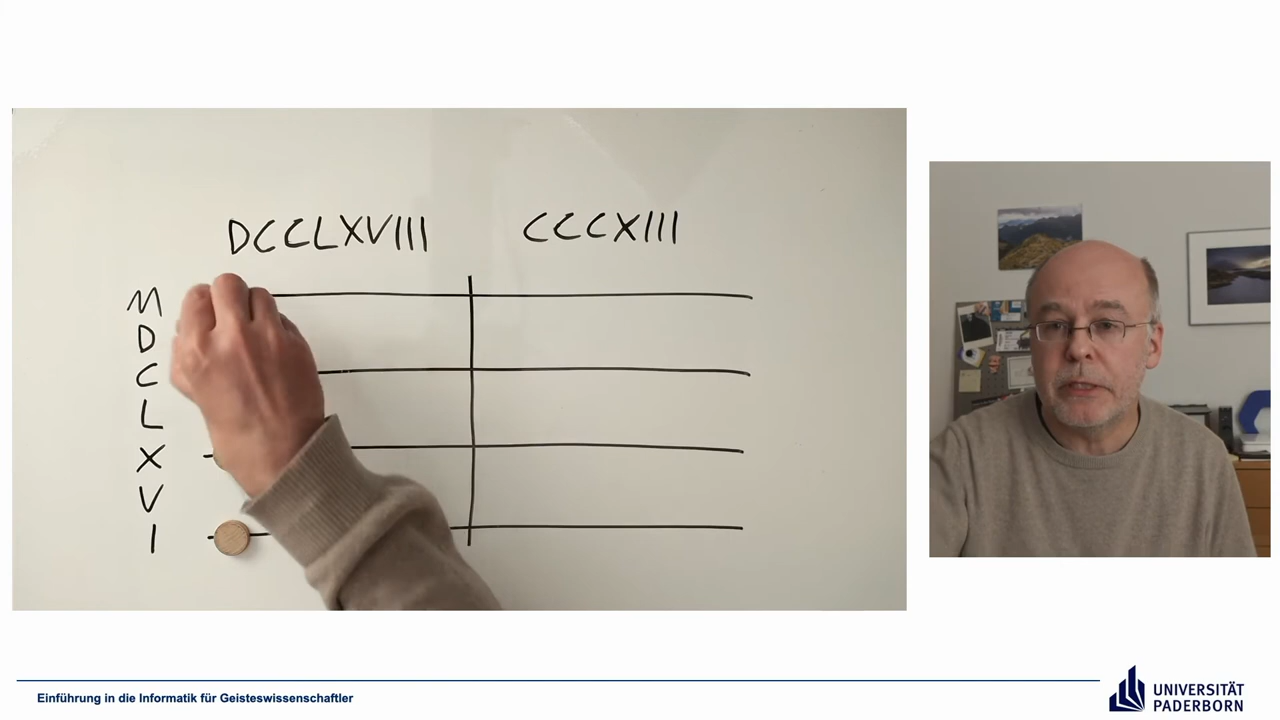 DCCLXVIII CCCXIII
M
D
C
L
X
V
I
Einführung in die Informatik für Geisteswissenschaftler
UNIVERSITÄT
PADERBORN